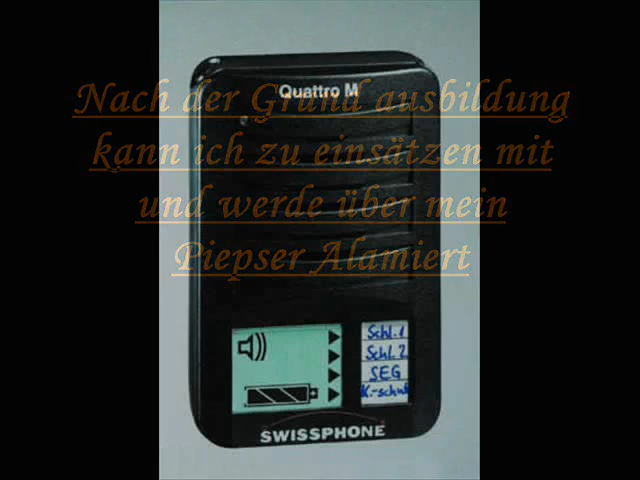 Quattro M
Nach der Grund ausbildung
kann ich zu einsätzen mit
und werde über mein
Piepser Alamiert
Schl.1
Schl.2
SEG
K.-schutz
SWISSPHONE